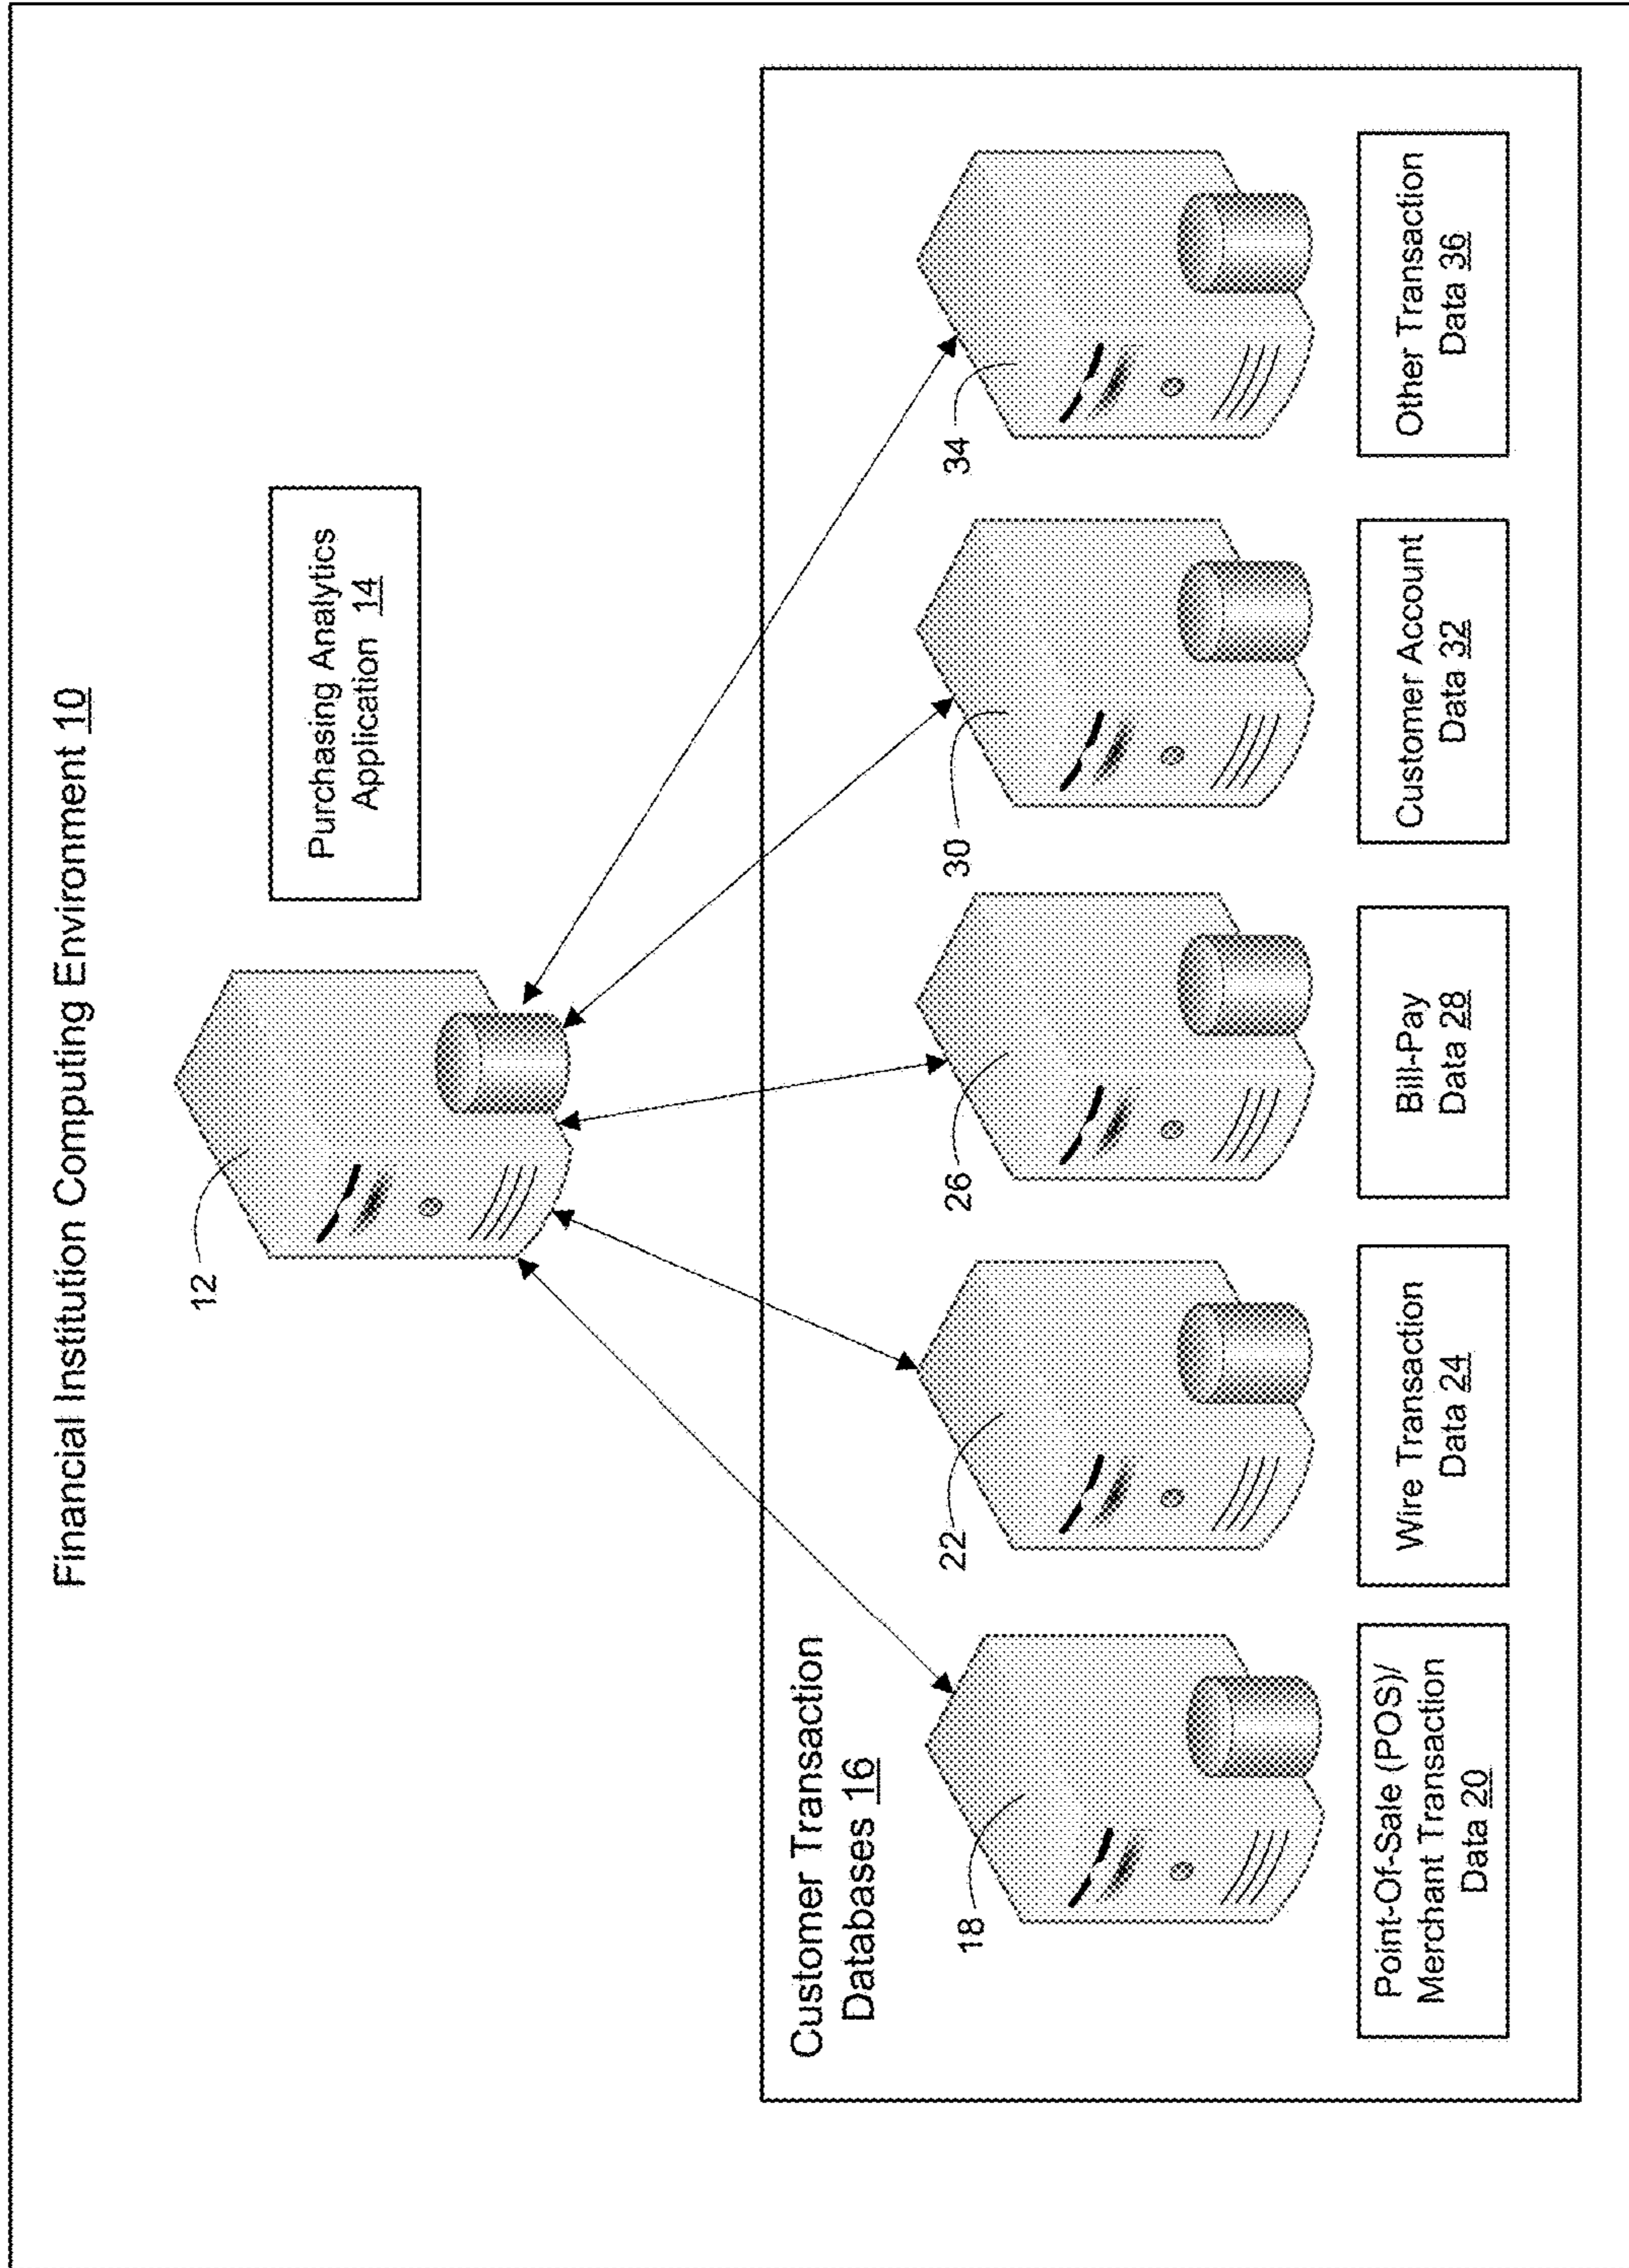 Financial Institution Computing Environment 10
12
Purchasing Analytics
Application 14
Customer Transaction
Databases 16
18
22
26
30
34
Point-Of-Sale (POS)/
Merchant Transaction
Data 20
Wire Transaction
Data 24
Bill-Pay
Data 28
Customer Account
Data 32
Other Transaction
Data 36